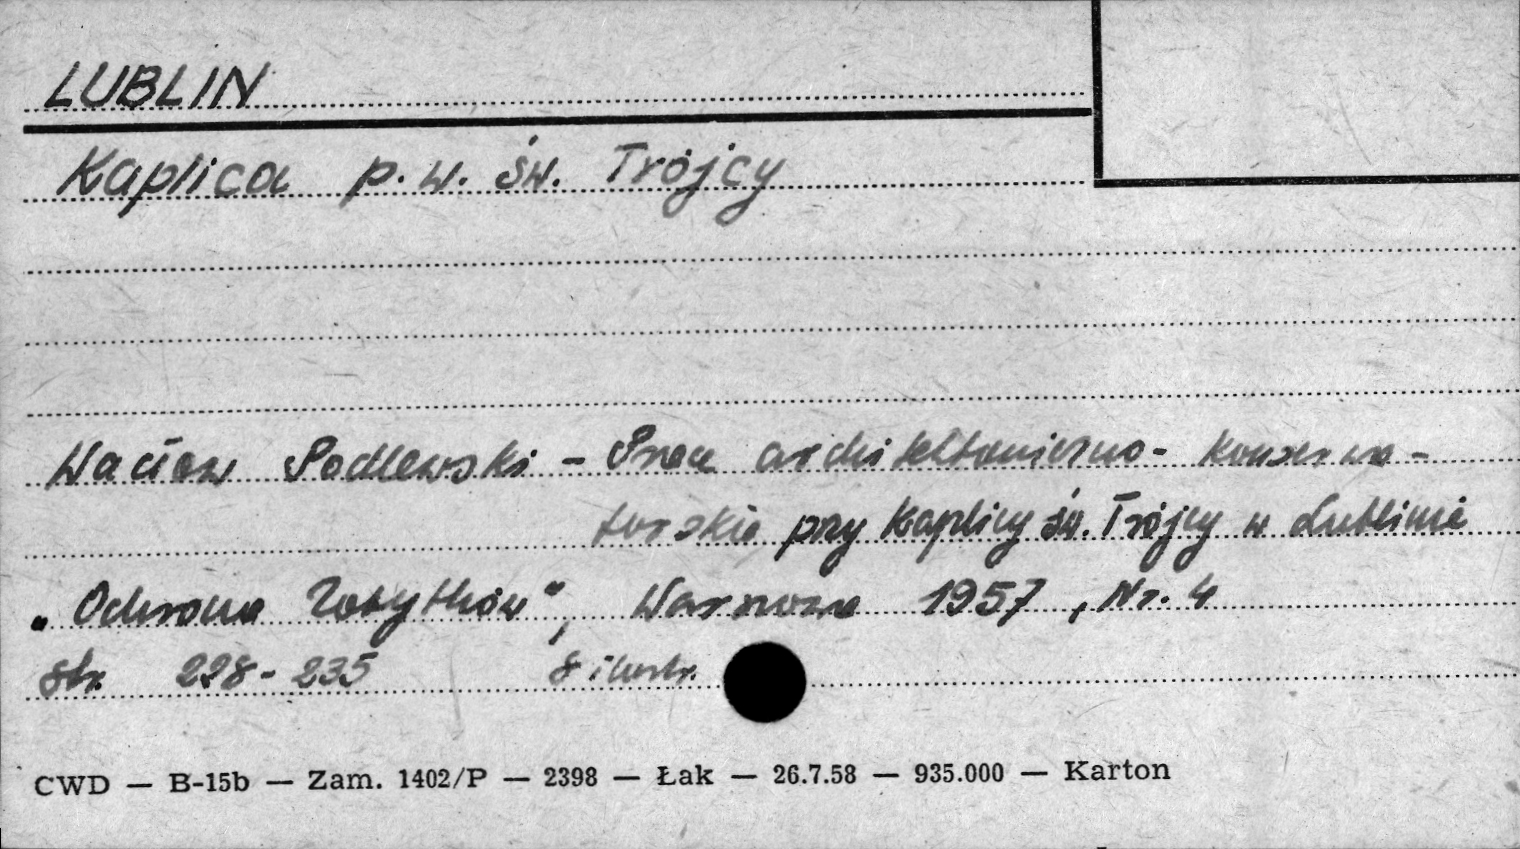 LUBLIN
Kaplica p.w. św. Trójcy
Wacław Podlewski - Prace architektoniczno-konserwa-
torskie przy Kaplicy św. Trójcy w Lublinie
„Ochrona Zabytków", Warszawa 1957, Nr. 4
str. 228-235 8 ilustr.
CWD — B-15b — Zam. 1402/P — 2398 — Łak — 26.7.58 — 935.000 — Karton